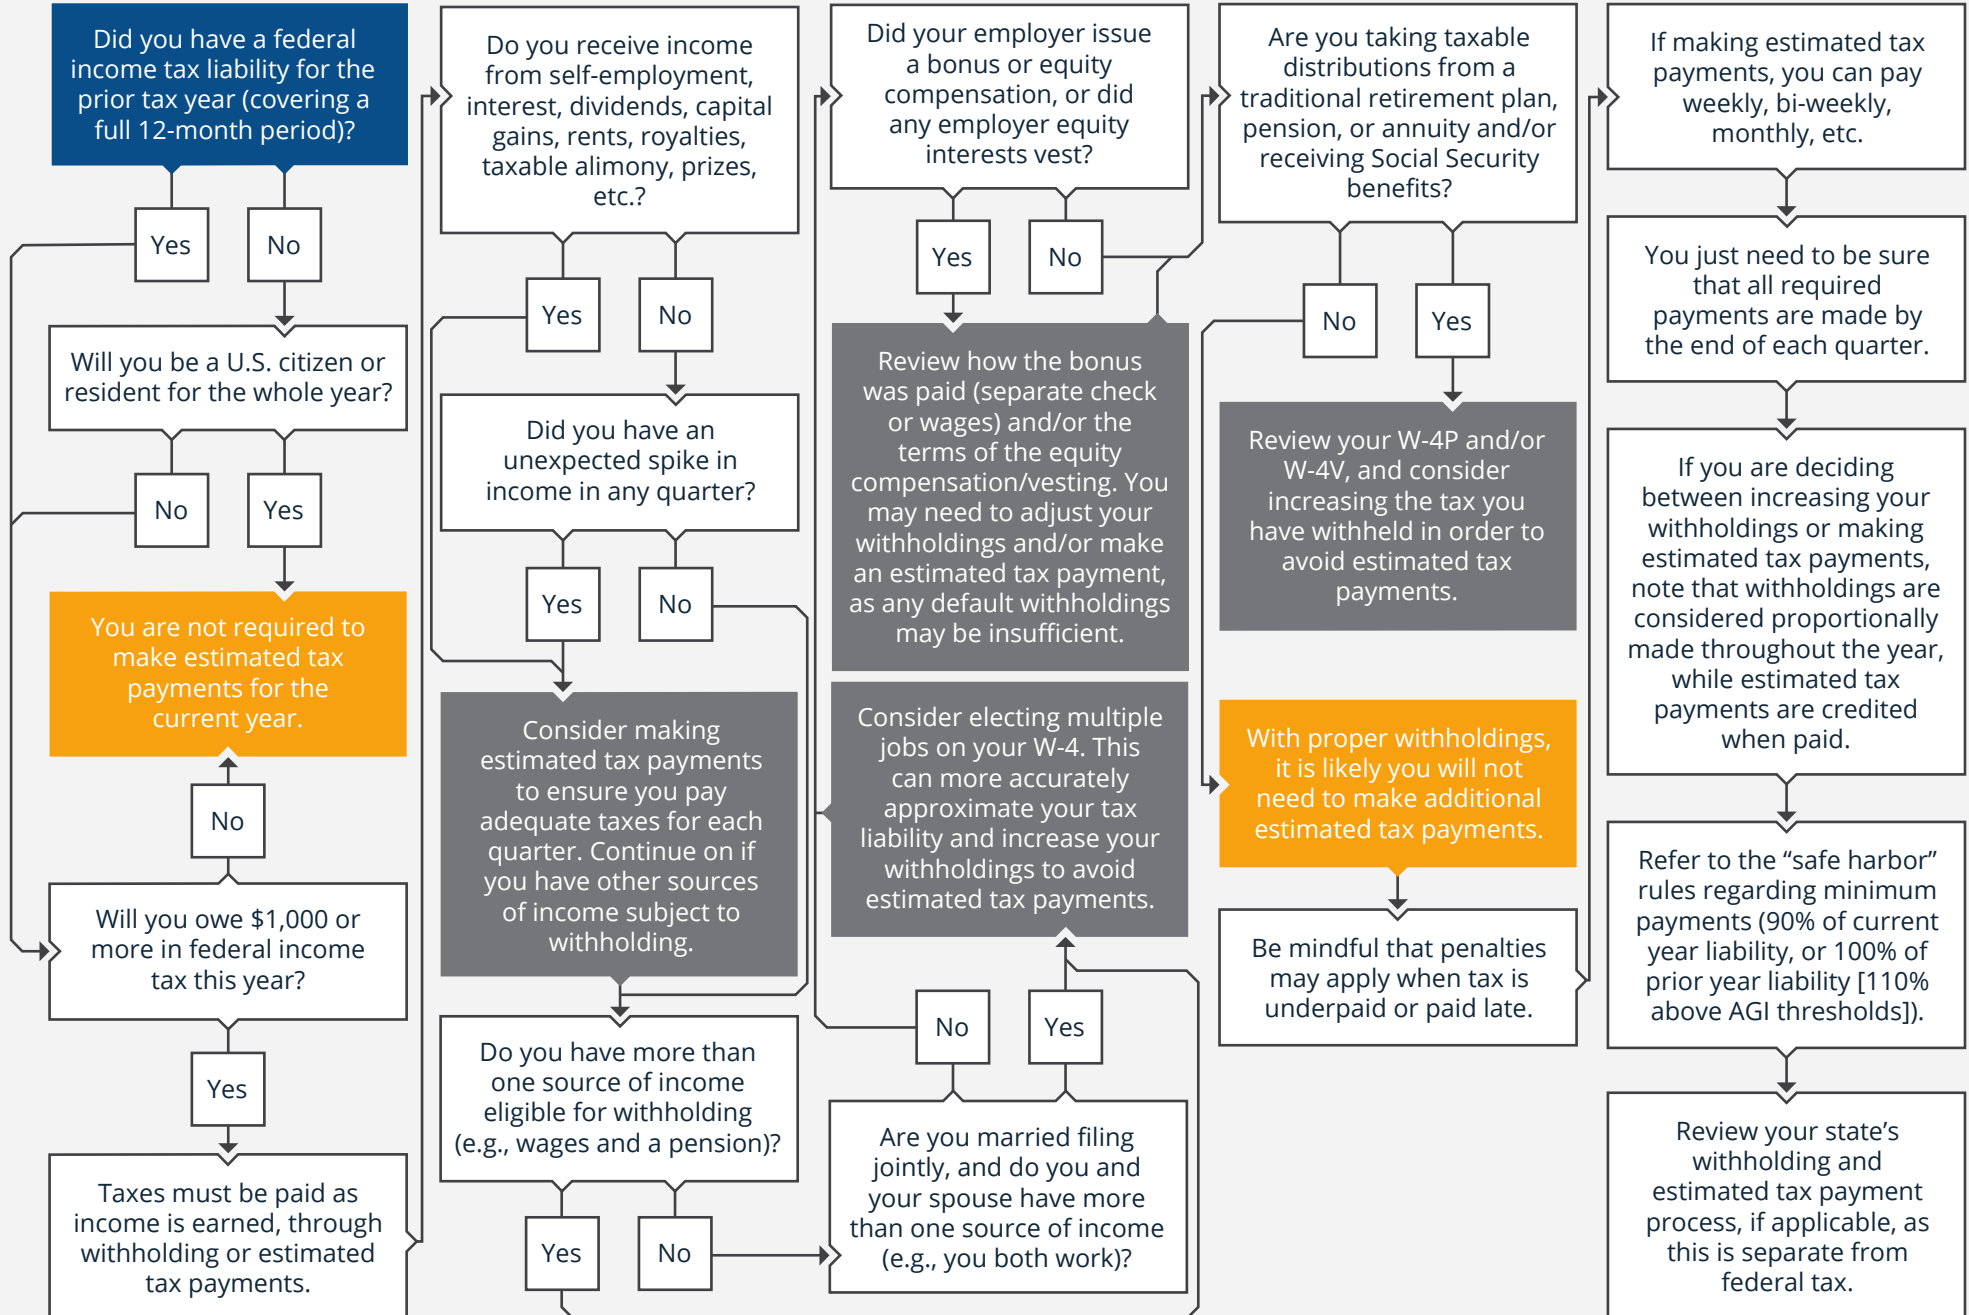 Did you have a federal
income tax liability for the
prior tax year (covering a
full 12-month period)?
Yes
No
Will you be a U.S. citizen or
resident for the whole year?
No
Yes
You are not required to
make estimated tax
payments for the
current year.
No
Will you owe $1,000 or
more in federal income
tax this year?
Yes
Taxes must be paid as
income is earned, through
withholding or estimated
tax payments.
Do you receive income
from self-employment,
interest, dividends, capital
gains, rents, royalties,
taxable alimony, prizes,
etc.?
Yes
No
Did you have an
unexpected spike in
income in any quarter?
Yes
No
Consider making
estimated tax payments
to ensure you pay
adequate taxes for each
quarter. Continue on if
you have other sources
of income subject to
withholding.
Do you have more than
one source of income
eligible for withholding
(e.g., wages and a pension)?
Yes
No
Did your employer issue
a bonus or equity
compensation, or did
any employer equity
interests vest?
Yes
No
Review how the bonus
was paid (separate check
or wages) and/or the
terms of the equity
compensation/vesting. You
may need to adjust your
withholdings and/or make
an estimated tax payment,
as any default withholdings
may be insufficient.
Consider electing multiple
jobs on your W-4. This
can more accurately
approximate your tax
liability and increase your
withholdings to avoid
estimated tax payments.
No
Yes
Are you married filing
jointly, and do you and
your spouse have more
than one source of income
(e.g., you both work)?
Are you taking taxable
distributions from a
traditional retirement plan,
pension, or annuity and/or
receiving Social Security
benefits?
No
Yes
Review your W-4P and/or
W-4V, and consider
increasing the tax you
have withheld in order to
avoid estimated tax
payments.
With proper withholdings,
it is likely you will not
need to make additional
estimated tax payments.
Be mindful that penalties
may apply when tax is
underpaid or paid late.
If making estimated tax
payments, you can pay
weekly, bi-weekly,
monthly, etc.
You just need to be sure
that all required
payments are made by
the end of each quarter.
If you are deciding
between increasing your
withholdings or making
estimated tax payments,
note that withholdings are
considered proportionally
made throughout the year,
while estimated tax
payments are credited
when paid.
Refer to the “safe harbor”
rules regarding minimum
payments (90% of current
year liability, or 100% of
prior year liability [110%
above AGI thresholds]).
Review your state’s
withholding and
estimated tax payment
process, if applicable, as
this is separate from
federal tax.